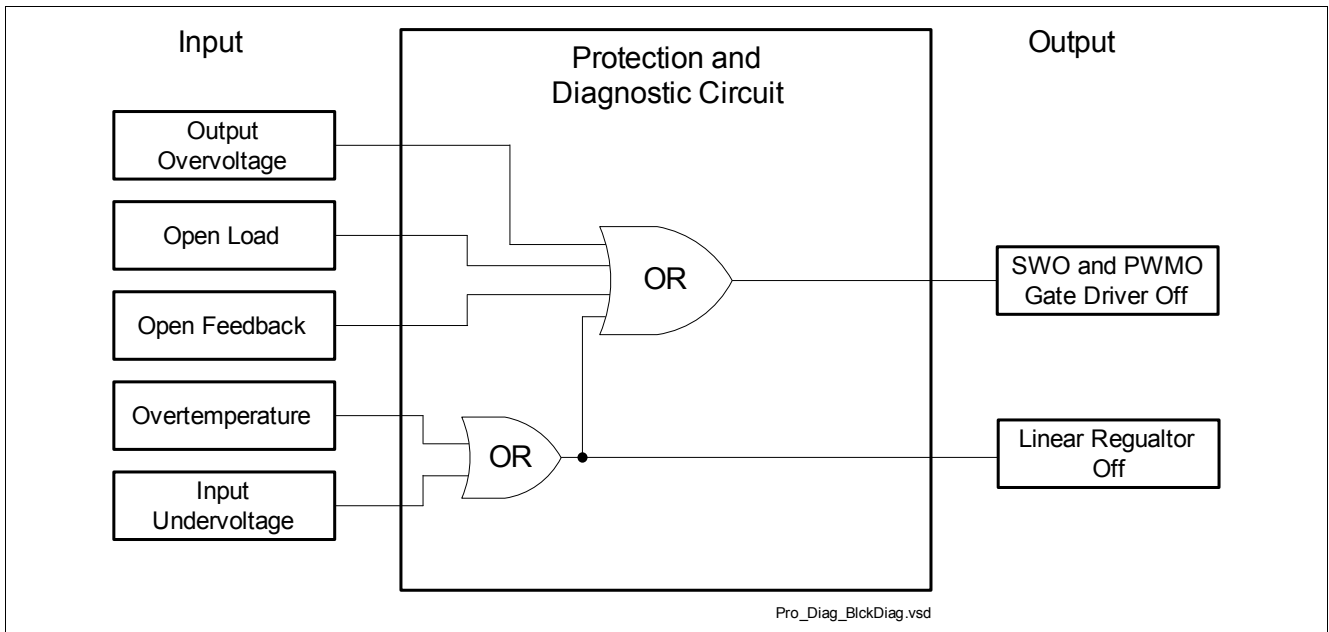 Input
Protection and
Diagnostic Circuit
Output
Output
Overvoltage
Open Load
Open Feedback
Overtemperature
Input
Undervoltage
OR
OR
SWO and PWMO
Gate Driver Off
Linear Regualtor
Off
Pro_Diag_BlckDiag.vsd